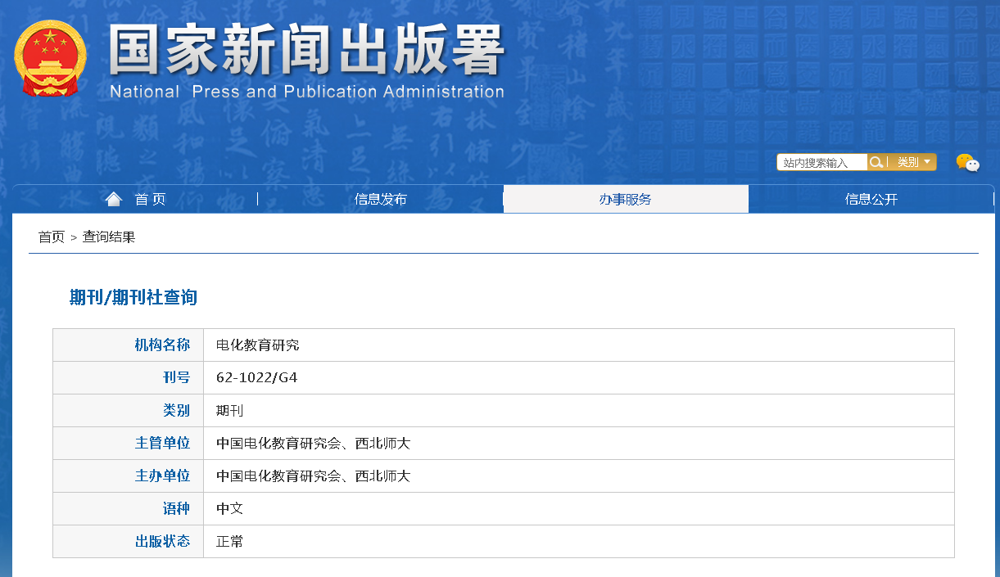 国家新闻出版署
National Press and Publication Administration
站内搜索输入 类别
首页 信息发布 办事服务 信息公开
首页 > 查询结果
期刊/期刊社查询
机构名称 电化教育研究
刊号 62-1022/G4
类别 期刊
主管单位 中国电化教育研究会、西北师大
主办单位 中国电化教育研究会、西北师大
语种 中文
出版状态 正常